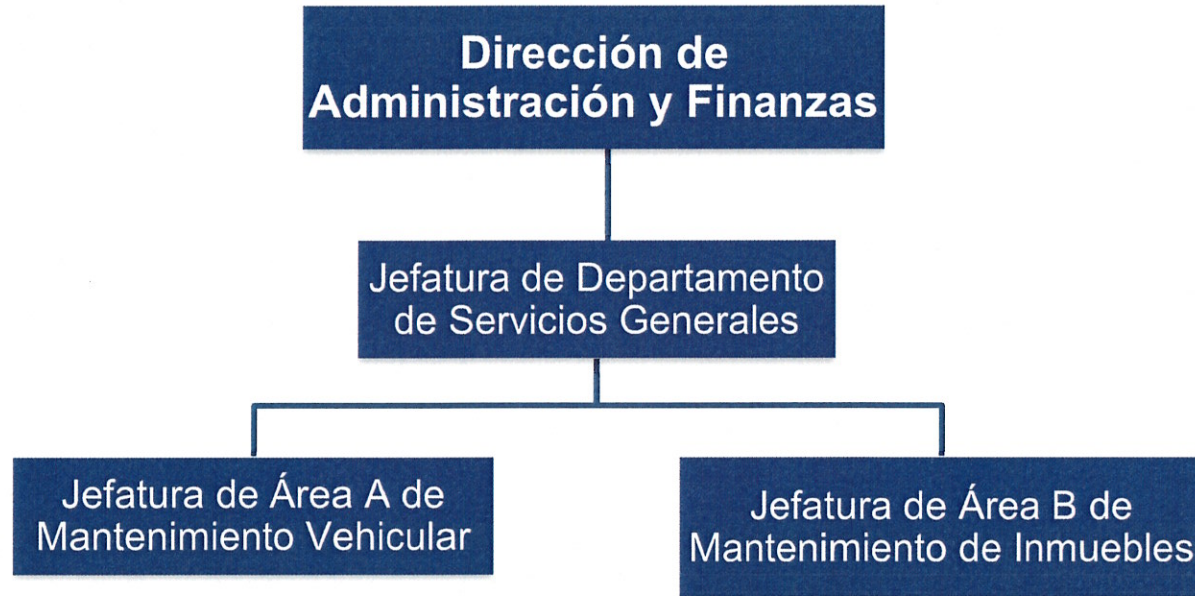 Dirección de
Administración y Finanzas
Jefatura de Departamento
de Servicios Generales
Jefatura de Área A de
Mantenimiento Vehicular
Jefatura de Área B de
Mantenimiento de Inmuebles